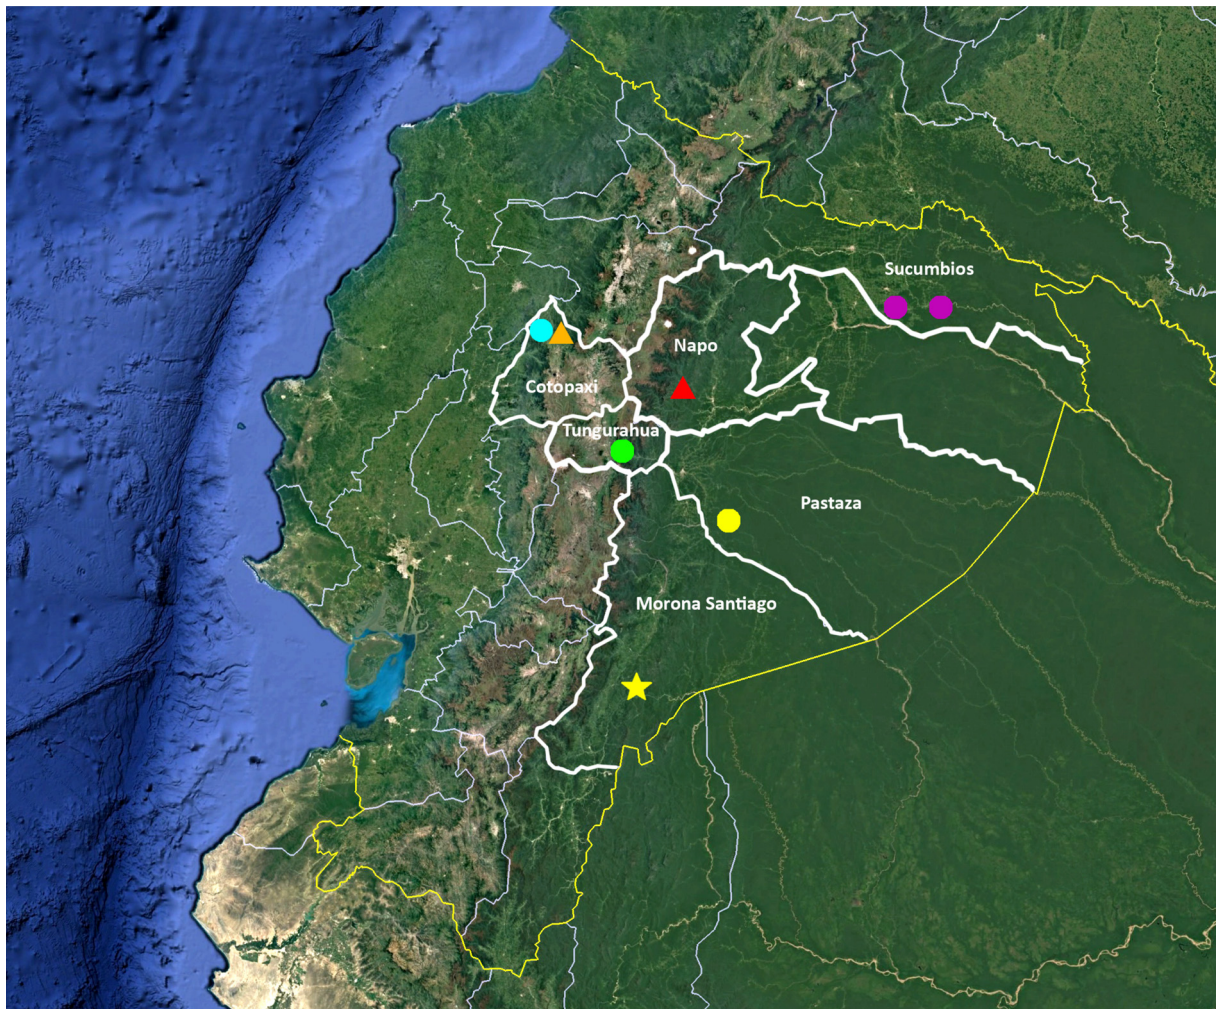 Sucumbios
Napo
Cotopaxi
Tungurahua
Pastaza
Morona Santiago